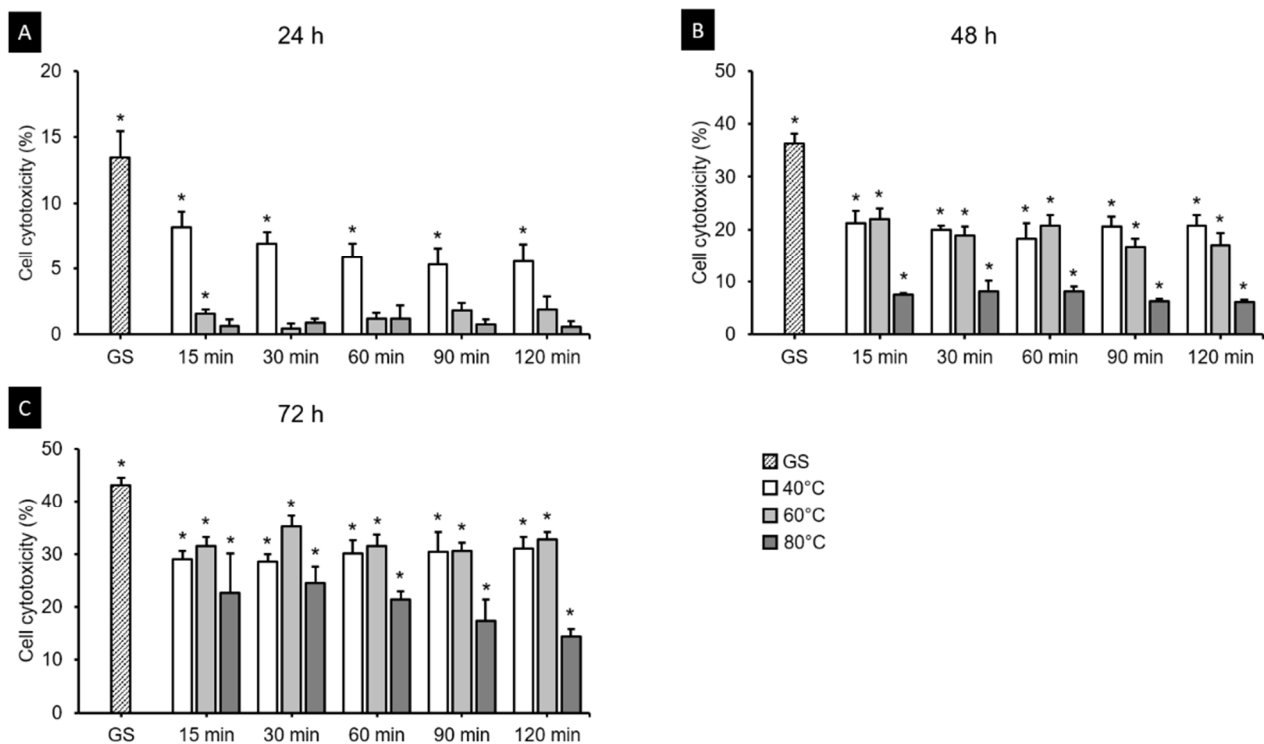 A
24 h
Cell cytotoxicity (%)
20
15
10
5
0
*
*
*
*
*
*
*
GS
15 min
30 min
60 min
90 min
120 min
B
48 h
Cell cytotoxicity (%)
50
40
30
20
10
0
*
* * *
* * *
* * *
* * *
* * *
GS
15 min
30 min
60 min
90 min
120 min
C
72 h
Cell cytotoxicity (%)
50
40
30
20
10
0
*
* * *
* * *
* * *
* * *
* * *
GS
15 min
30 min
60 min
90 min
120 min
GS
40°C
60°C
80°C